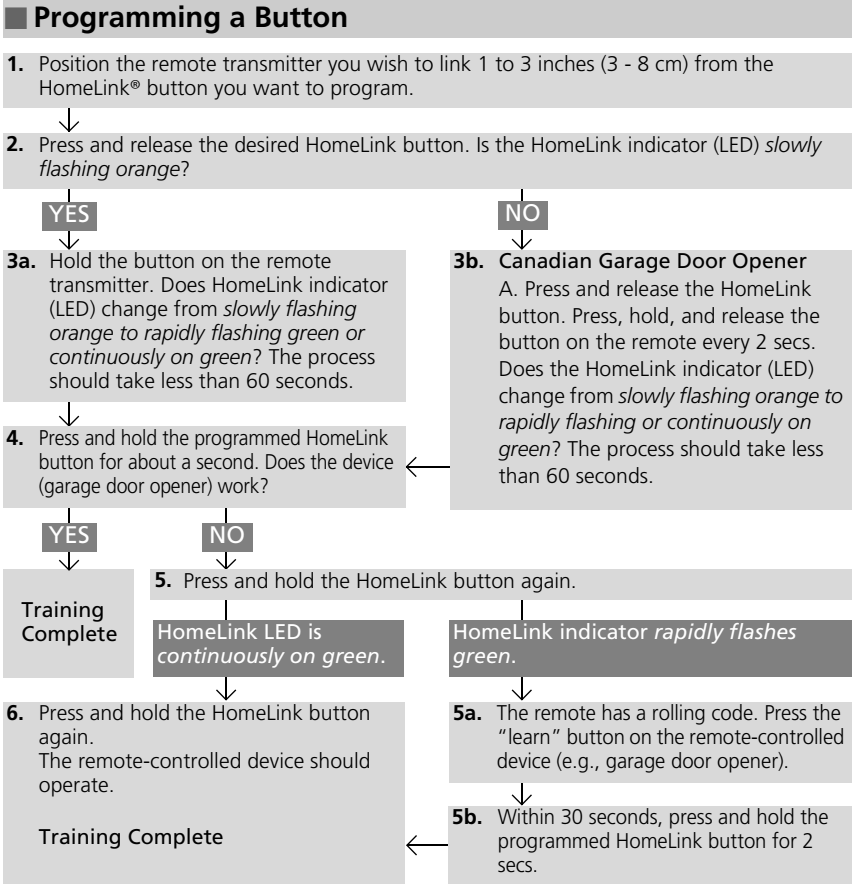 Programming a Button
1. Position the remote transmitter you wish to link 1 to 3 inches (3 - 8 cm) from the
HomeLink® button you want to program.
2. Press and release the desired HomeLink button. Is the HomeLink indicator (LED) slowly
flashing orange?
YES
NO
3a. Hold the button on the remote
transmitter. Does HomeLink indicator
(LED) change from slowly flashing
orange to rapidly flashing green or
continuously on green? The process
should take less than 60 seconds.
3b. Canadian Garage Door Opener
A. Press and release the HomeLink
button. Press, hold, and release the
button on the remote every 2 secs.
Does the HomeLink indicator (LED)
change from slowly flashing orange to
rapidly flashing or continuously on
green? The process should take less
than 60 seconds.
4. Press and hold the programmed HomeLink
button for about a second. Does the device
(garage door opener) work?
YES
NO
Training
Complete
5. Press and hold the HomeLink button again.
HomeLink LED is
continuously on green.
HomeLink indicator rapidly flashes
green.
6. Press and hold the HomeLink button
again.
The remote-controlled device should
operate.
Training Complete
5a. The remote has a rolling code. Press the
“learn” button on the remote-controlled
device (e.g., garage door opener).
5b. Within 30 seconds, press and hold the
programmed HomeLink button for 2
secs.